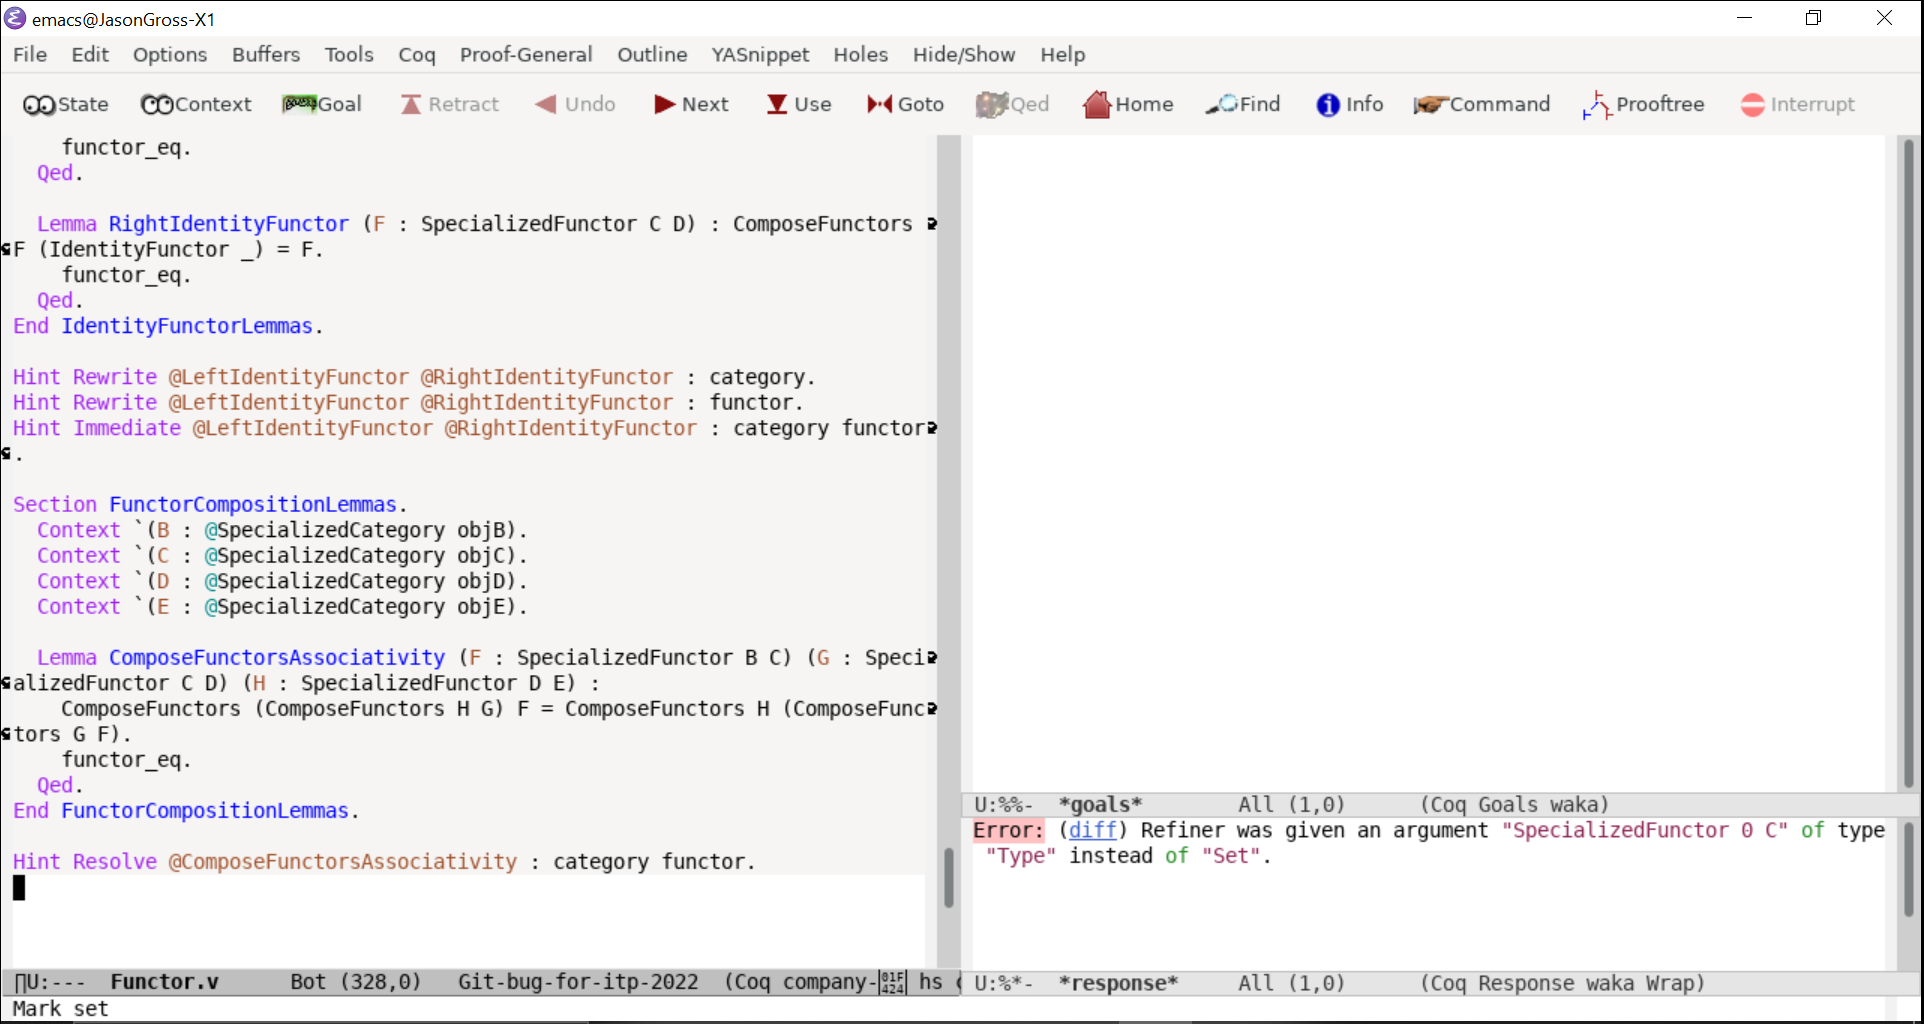 emacs@JasonGross-X1
File Edit Options Buffers Tools Coq Proof-General Outline YASnippet Holes Hide/Show Help
State Context Goal Retract Undo Next Use Goto Qed Home Find Info Command Prooftree Interrupt
functor_eq.
Qed.
Lemma RightIdentityFunctor (F : SpecializedFunctor C D) : ComposeFunctors
F (IdentityFunctor _) = F.
functor_eq.
Qed.
End IdentityFunctorLemmas.
Hint Rewrite @LeftIdentityFunctor @RightIdentityFunctor : category.
Hint Rewrite @LeftIdentityFunctor @RightIdentityFunctor : functor.
Hint Immediate @LeftIdentityFunctor @RightIdentityFunctor : category functor
.
Section FunctorCompositionLemmas.
Context `(B : @SpecializedCategory objB).
Context `(C : @SpecializedCategory objC).
Context `(D : @SpecializedCategory objD).
Context `(E : @SpecializedCategory objE).
Lemma ComposeFunctorsAssociativity (F : SpecializedFunctor B C) (G : Speci
alizedFunctor C D) (H : SpecializedFunctor D E) :
ComposeFunctors (ComposeFunctors H G) F = ComposeFunctors H (ComposeFunc
tors G F).
functor_eq.
Qed.
End FunctorCompositionLemmas.
Hint Resolve @ComposeFunctorsAssociativity : category functor.
U:--- Functor.v Bot (328,0) Git-bug-for-itp-2022 (Coq company-01F424 hs
Mark set
U:%%- *goals* All (1,0) (Coq Goals waka)
Error: (diff) Refiner was given an argument "SpecializedFunctor 0 C" of type
"Type" instead of "Set".
U:%*- *response* All (1,0) (Coq Response waka Wrap)